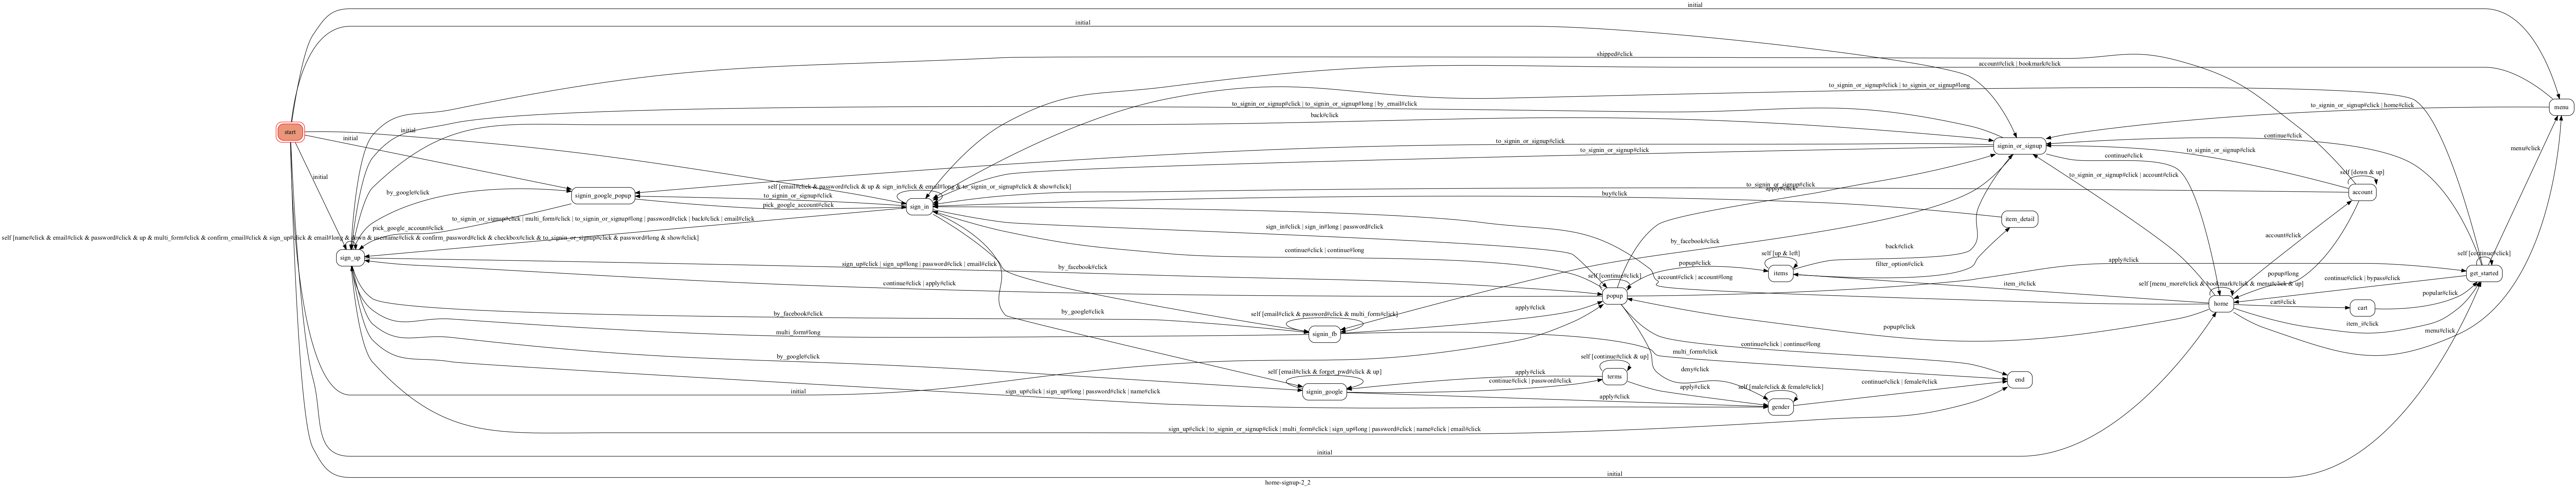 initial
initial
shipped#click
account#click | bookmark#click
to_signin_or_signup#click | to_signin_or_signup#long
to_signin_or_signup#click | to_signin_or_signup#long | by_email#click
to_signin_or_signup#click | home#click
menu
back#click
start
initial
initial
continue#click
to_signin_or_signup#click
signin_or_signup
menu#click
to_signin_or_signup#click
to_signin_or_signup#click
continue#click
initial
self [down & up]
to_signin_or_signup#click | account#click
self [email#click & password#click & up & sign_in#click & email#long & to_signin_or_signup#click & show#click]
to_signin_or_signup#click
apply#click
account
by_google#click
signin_google_popup
to_signin_or_signup#click
buy#click
pick_google_account#click
sign_in
to_signin_or_signup#click | multi_form#click | to_signin_or_signup#long | password#click | back#click | email#click
item_detail
pick_google_account#click
sign_in#click | sign_in#long | password#click
account#click
self [name#click & email#click & password#click & up & multi_form#click & confirm_email#click & sign_up#click & email#long & down & username#click & confirm_password#click & checkbox#click & to_signin_or_signup#click & password#long & show#click]
by_facebook#click
back#click
continue#click | continue#long
self [up & left]
self [continue#click]
sign_up
apply#click
sign_up#click | sign_up#long | password#click | email#click
popup#click
filter_option#click
by_facebook#click
items
self [continue#click]
account#click | account#long
popup#long
get_started
continue#click | bypass#click
continue#click | apply#click
item_i#click
self [menu_more#click & bookmark#click & menu#click & up]
popup
popular#click
home
cart#click
cart
by_google#click
apply#click
by_facebook#click
self [email#click & password#click & multi_form#click]
item_i#click
popup#click
menu#click
multi_form#long
signin_fb
continue#click | continue#long
multi_form#click
by_google#click
self [continue#click & up]
deny#click
self [email#click & forget_pwd#click & up]
apply#click
terms
continue#click | password#click
end
continue#click | female#click
apply#click
self [male#click & female#click]
initial
sign_up#click | sign_up#long | password#click | name#click
signin_google
apply#click
gender
sign_up#click | to_signin_or_signup#click | multi_form#click | sign_up#long | password#click | name#click | email#click
initial
initial
home-signup-2_2